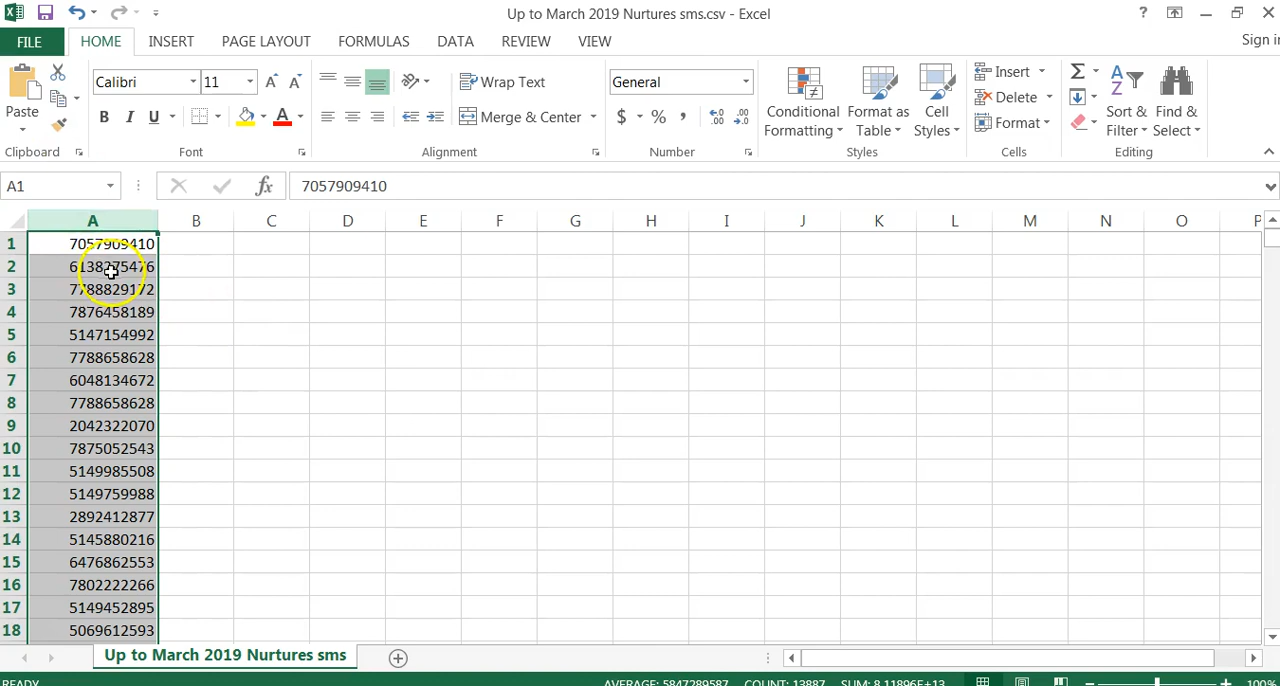 Up to March 2019 Nurtures sms.csv - Excel
Sign in
FILE HOME INSERT PAGE LAYOUT FORMULAS DATA REVIEW VIEW
Paste
Clipboard
Calibri 11
B I U
Font
Wrap Text
Merge & Center
Alignment
General
$ % ,
Number
Conditional Formatting
Format as Table
Cell Styles
Styles
Insert
Delete
Format
Cells
Sort & Filter
Find & Select
Editing
A1 fx 7057909410
A B C D E F G H I J K L M N O P
1 7057909410
2 6138275476
3 7788829172
4 7876458189
5 5147154992
6 7788658628
7 6048134672
8 7788658628
9 2042322070
10 7875052543
11 5149985508
12 5149759988
13 2892412877
14 5145880216
15 6476862553
16 7802222266
17 5149452895
18 5069612593
Up to March 2019 Nurtures sms
READY AVERAGE: 5847289587 COUNT: 13887 SUM: 8.11896E+13 100%